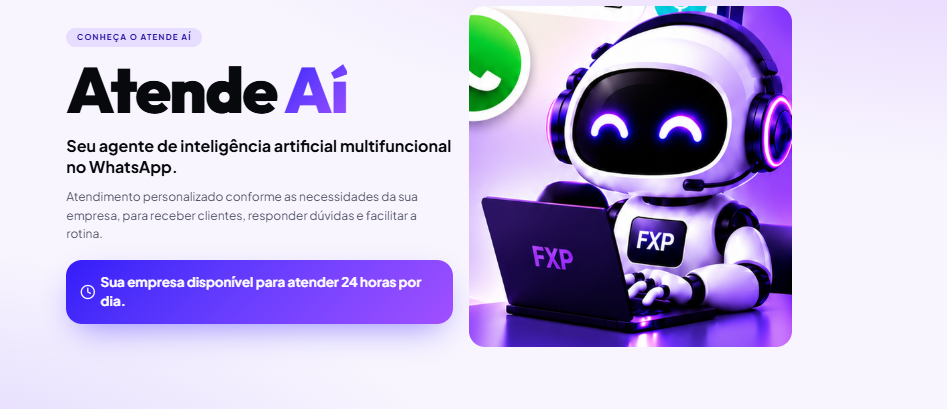 CONHEÇA O ATENDE AÍ
Atende Aí
Seu agente de inteligência artificial multifuncional
no WhatsApp.
Atendimento personalizado conforme as necessidades da sua
empresa, para receber clientes, responder dúvidas e facilitar a
rotina.
Sua empresa disponível para atender 24 horas por
dia.
FXP
FXP